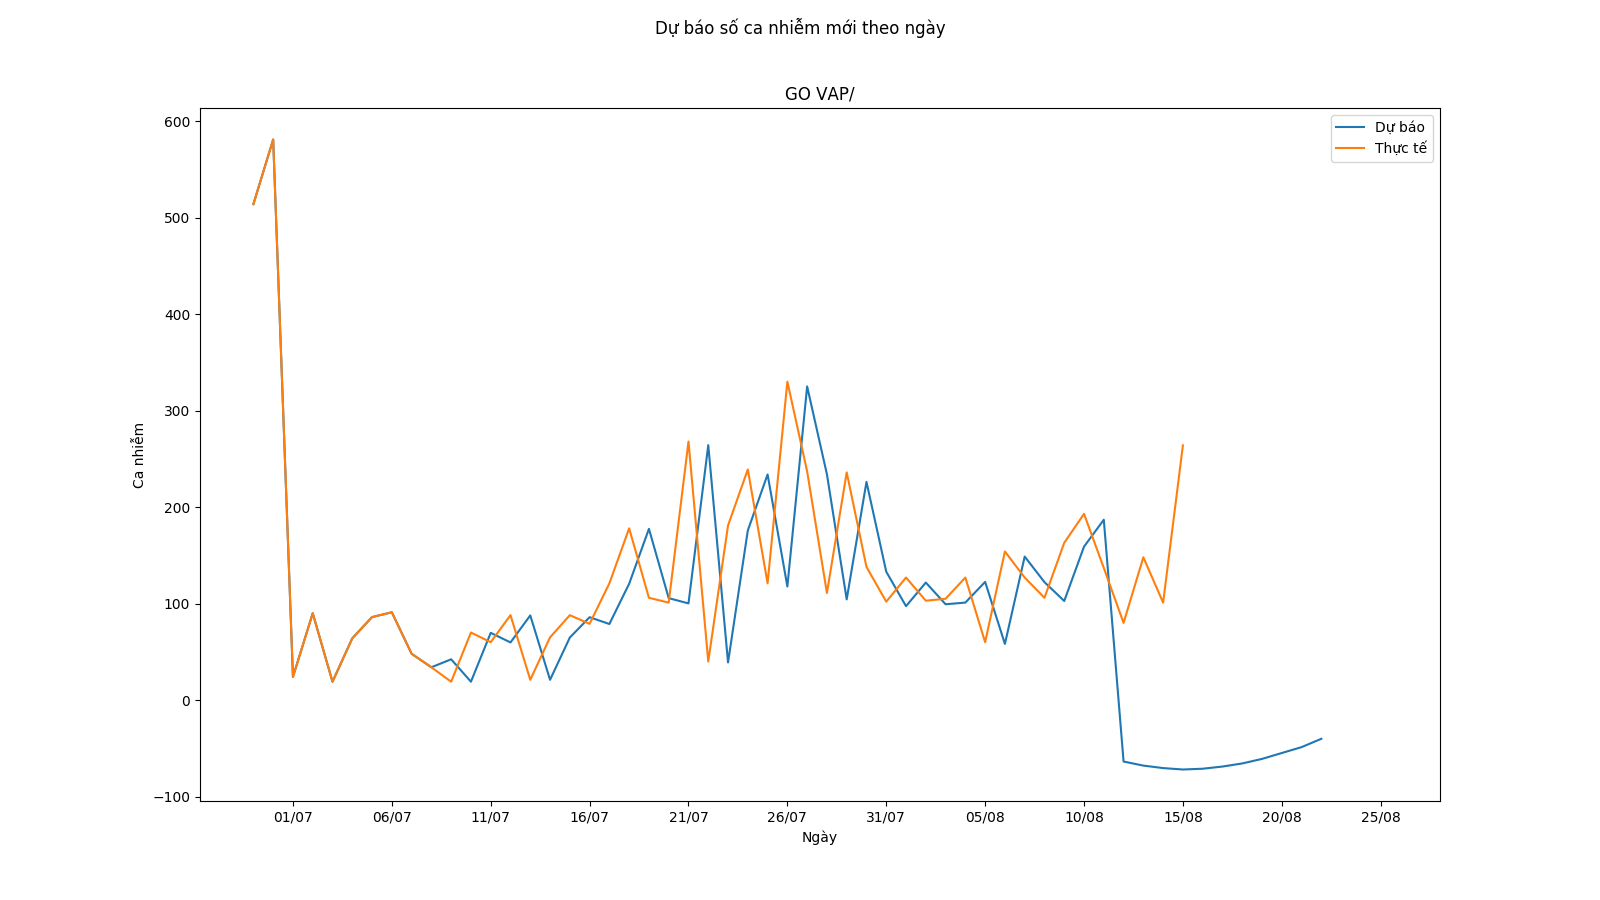 Dự báo số ca nhiễm mới theo ngày
GO VAP/
Dự báo
Thực tế
600
500
400
300
200
100
0
−100
Ca nhiễm
01/07 06/07 11/07 16/07 21/07 26/07 31/07 05/08 10/08 15/08 20/08 25/08
Ngày